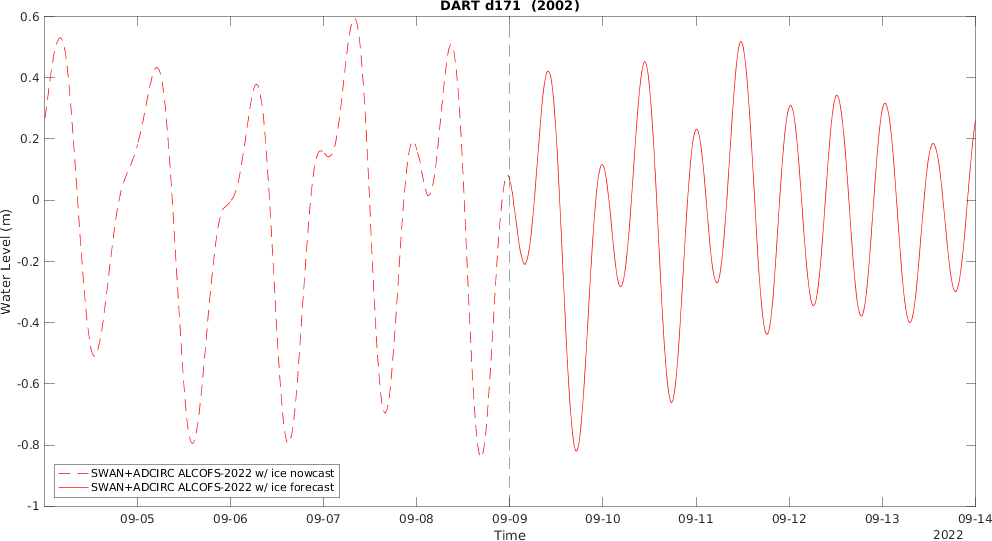 DART d171 (2002)
0.6
0.4
0.2
0
-0.2
-0.4
-0.6
-0.8
-1
Water Level (m)
SWAN+ADCIRC ALCOFS-2022 w/ ice nowcast
SWAN+ADCIRC ALCOFS-2022 w/ ice forecast
09-05 09-06 09-07 09-08 09-09 09-10 09-11 09-12 09-13 09-14
Time
2022